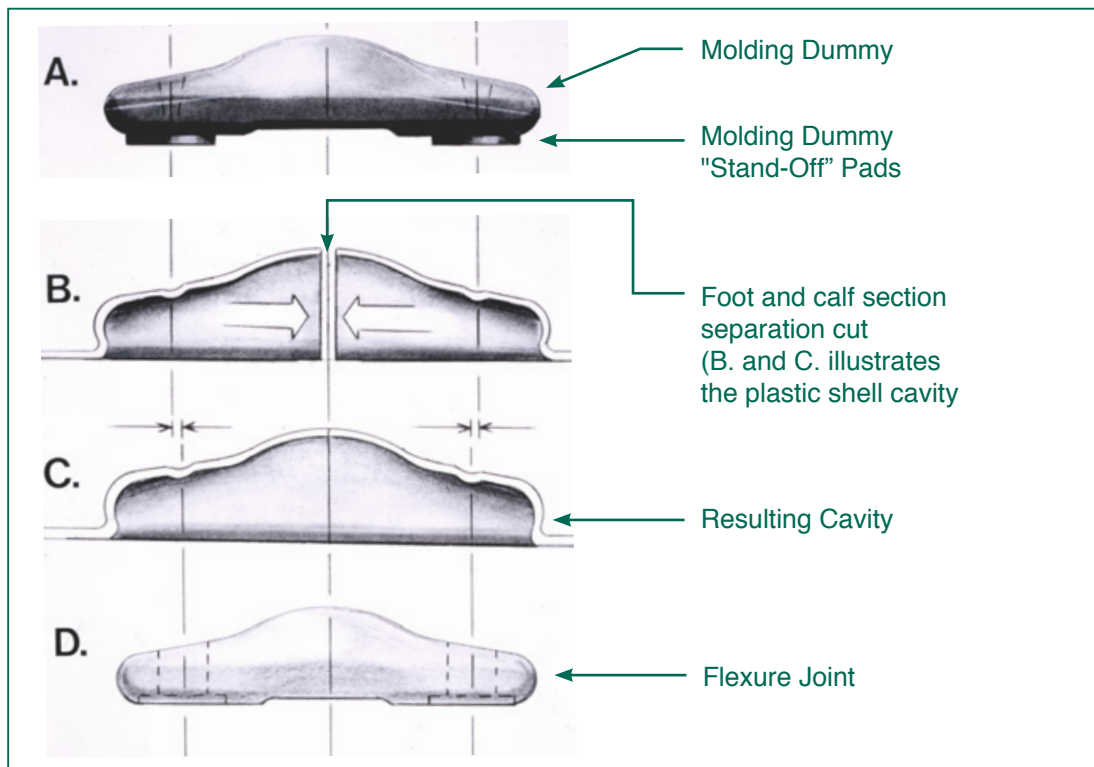 A.
Molding Dummy
Molding Dummy
"Stand-Off” Pads
B.
Foot and calf section
separation cut
(B. and C. illustrates
the plastic shell cavity
C.
Resulting Cavity
D.
Flexure Joint